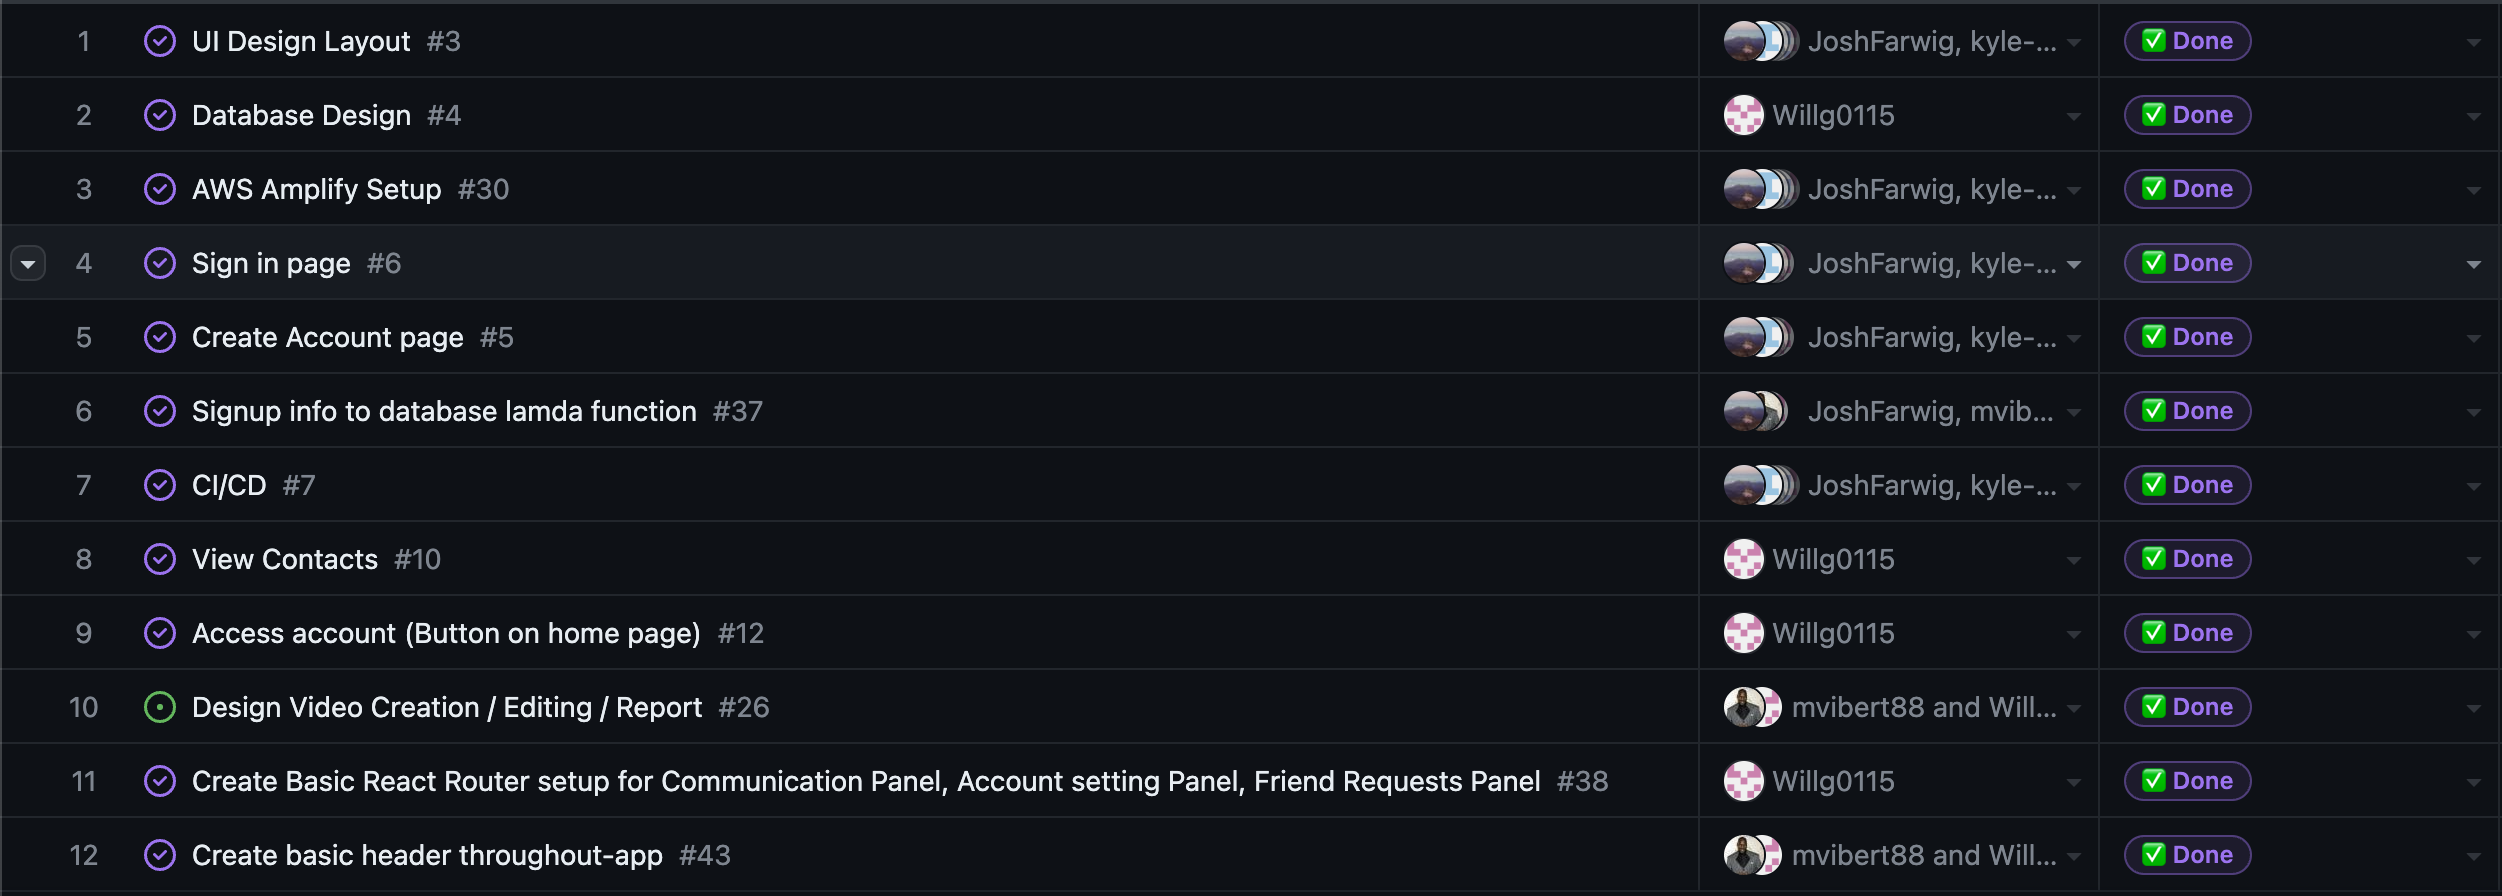 1 UI Design Layout #3 JoshFarwig, kyle-... Done
2 Database Design #4 Willg0115 Done
3 AWS Amplify Setup #30 JoshFarwig, kyle-... Done
4 Sign in page #6 JoshFarwig, kyle-... Done
5 Create Account page #5 JoshFarwig, kyle-... Done
6 Signup info to database lamda function #37 JoshFarwig, mvib... Done
7 CI/CD #7 JoshFarwig, kyle-... Done
8 View Contacts #10 Willg0115 Done
9 Access account (Button on home page) #12 Willg0115 Done
10 Design Video Creation / Editing / Report #26 mvibert88 and Will... Done
11 Create Basic React Router setup for Communication Panel, Account setting Panel, Friend Requests Panel #38 Willg0115 Done
12 Create basic header throughout-app #43 mvibert88 and Will... Done